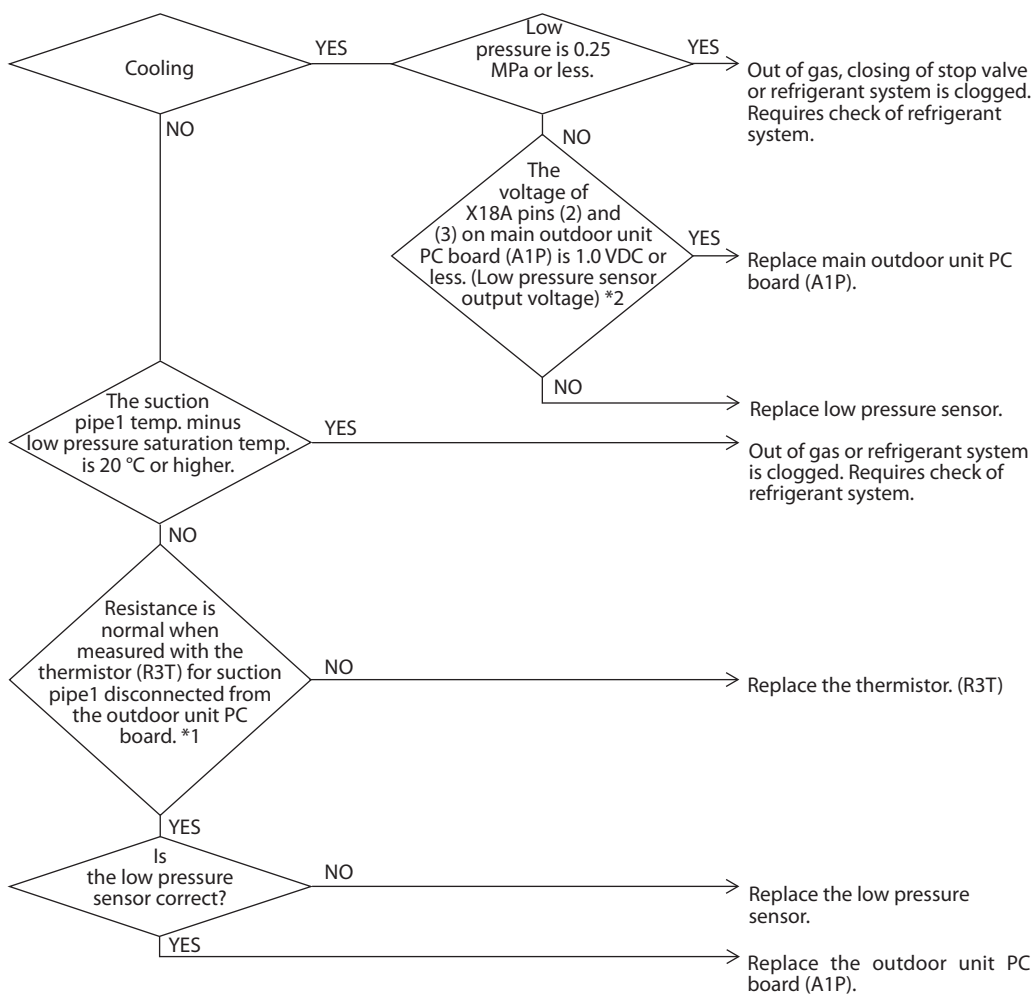 Cooling
YES
Low
pressure is 0.25
MPa or less.
YES
Out of gas, closing of stop valve
or refrigerant system is clogged.
Requires check of refrigerant
system.
NO
NO
The
voltage of
X18A pins (2) and
(3) on main outdoor unit
PC board (A1P) is 1.0 VDC or
less. (Low pressure sensor
output voltage) *2
YES
Replace main outdoor unit PC
board (A1P).
NO
Replace low pressure sensor.
The suction
pipe1 temp. minus
low pressure saturation temp.
is 20 °C or higher.
YES
Out of gas or refrigerant system
is clogged. Requires check of
refrigerant system.
NO
Resistance is
normal when
measured with the
thermistor (R3T) for suction
pipe1 disconnected from
the outdoor unit PC
board. *1
NO
Replace the thermistor. (R3T)
YES
Is
the low pressure
sensor correct?
NO
Replace the low pressure
sensor.
YES
Replace the outdoor unit PC
board (A1P).